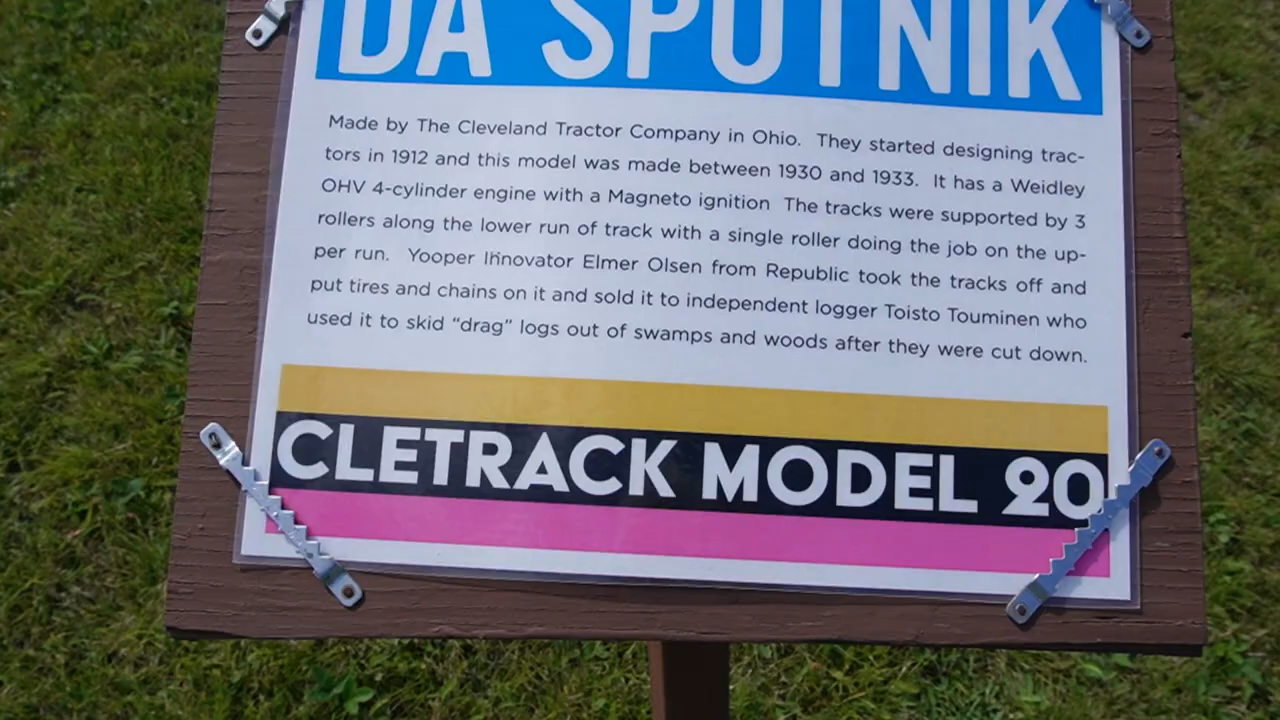 DA SPUTNIK
Made by The Cleveland Tractor Company in Ohio. They started designing trac-
tors in 1912 and this model was made between 1930 and 1933. It has a Weidley
OHV 4-cylinder engine with a Magneto ignition The tracks were supported by 3
rollers along the lower run of track with a single roller doing the job on the up-
per run. Yooper Innovator Elmer Olsen from Republic took the tracks off and
put tires and chains on it and sold it to independent logger Toisto Touminen who
used it to skid “drag” logs out of swamps and woods after they were cut down.
CLETRACK MODEL 20